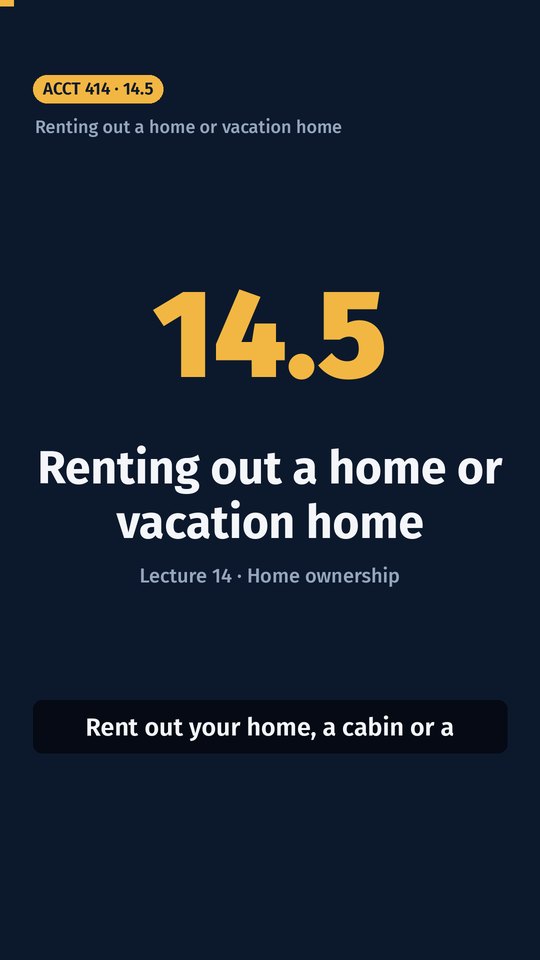 ACCT 414 · 14.5
Renting out a home or vacation home
14.5
Renting out a home or
vacation home
Lecture 14 · Home ownership
Rent out your home, a cabin or a